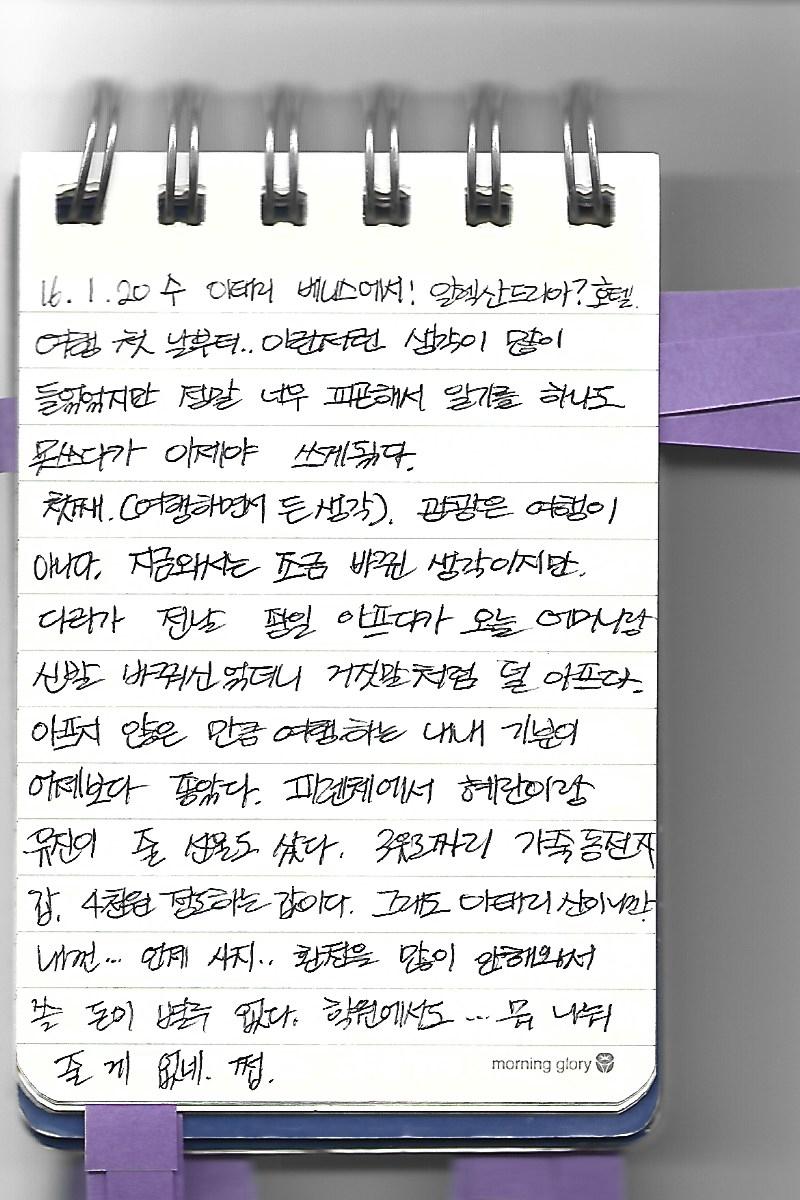 16. 1. 20 수 이태리 베니스에서! 알렉산드리아? 호텔.
여행 첫 날부터.. 이런저런 생각이 많이
들었었지만 정말 너무 피곤해서 일기를 하나도
못쓰다가 이제야 쓰게됬다.
첫째. (여행하면서 든 생각). 관광은 여행이
아니다. 지금와서는 조금 바뀐 생각이지만.
다리가 전날 종일 아프다가 오늘 어머니랑
신발 바꿔신었더니 거짓말처럼 덜 아프다.
아프지 않은 만큼 여행하는 내내 기분이
어제보다 좋았다. 피렌체에서 혜란이랑
유진이 줄 선물도 샀다. 3유로짜리 가죽동전지
갑. 4천원 정도하는 값이다. 그래도 이태리산이니깐
내껀... 언제 사지.. 환전을 많이 안해와서
쓸 돈이 별루 없다. 학원에서도 ... 뭐 나눠
줄 게 없네. 쩝.
morning glory